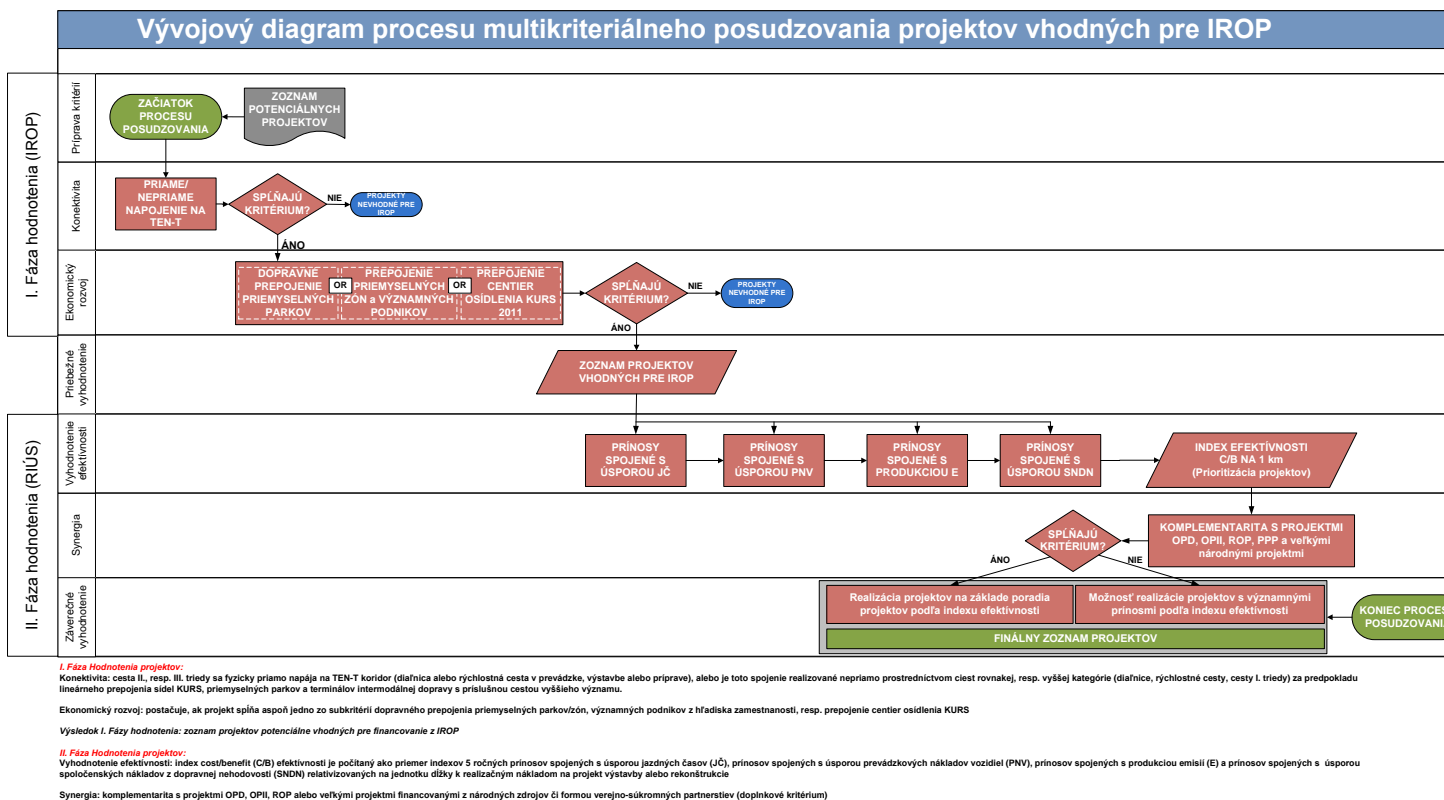 Vývojový diagram procesu multikriteriálneho posudzovania projektov vhodných pre IROP
I. Fáza hodnotenia (IROP)
Príprava kritérií
ZAČIATOK
PROCESU
POSUDZOVANIA
ZOZNAM
POTENCIÁLNYCH
PROJEKTOV
Konektivita
PRIAME/
NEPRIAME
NAPOJENIE NA
TEN-T
SPĹŇAJÚ
KRITÉRIUM?
NIE
PROJEKTY
NEVHODNÉ PRE
IROP
ÁNO
Ekonomický
rozvoj
DOPRAVNÉ
PREPOJENIE
PRIEMYSELNÝCH
PARKOV
OR
PREPOJENIE
PRIEMYSELNÝCH
ZÓN a VÝZNAMNÝCH
PODNIKOV
OR
PREPOJENIE
CENTIER
OSÍDLENIA KURS
2011
SPĹŇAJÚ
KRITÉRIUM?
NIE
PROJEKTY
NEVHODNÉ PRE
IROP
ÁNO
Priebežné
vyhodnotenie
ZOZNAM PROJEKTOV
VHODNÝCH PRE IROP
II. Fáza hodnotenia (RIÚS)
Vyhodnotenie
efektívnosti
PRÍNOSY
SPOJENÉ S
ÚSPOROU JČ
PRÍNOSY
SPOJENÉ S
ÚSPOROU PNV
PRÍNOSY
SPOJENÉ S
PRODUKCIOU E
PRÍNOSY
SPOJENÉ S
ÚSPOROU SNDN
INDEX EFEKTÍVNOSTI
C/B NA 1 km
(Prioritizácia projektov)
Synergia
SPĹŇAJÚ
KRITÉRIUM?
KOMPLEMENTARITA S PROJEKTMI
OPD, OPII, ROP, PPP a veľkými
národnými projektmi
ÁNO
NIE
Záverečné
vyhodnotenie
Realizácia projektov na základe poradia
projektov podľa indexu efektívnosti
Možnosť realizácie projektov s významnými
prínosmi podľa indexu efektívnosti
FINÁLNY ZOZNAM PROJEKTOV
KONIEC PROCES
POSUDZOVANIA
I. Fáza Hodnotenia projektov:
Konektivita: cesta II., resp. III. triedy sa fyzicky priamo napája na TEN-T koridor (diaľnica alebo rýchlostná cesta v prevádzke, výstavbe alebo príprave), alebo je toto spojenie realizované nepriamo prostredníctvom ciest rovnakej, resp. vyššej kategórie (diaľnice, rýchlostné cesty, cesty I. triedy) za predpokladu
lineárneho prepojenia sídel KURS, priemyselných parkov a terminálov intermodálnej dopravy s príslušnou cestou vyššieho významu.
Ekonomický rozvoj: postačuje, ak projekt spĺňa aspoň jedno zo subkritérií dopravného prepojenia priemyselných parkov/zón, významných podnikov z hľadiska zamestnanosti, resp. prepojenie centier osídlenia KURS
Výsledok I. Fázy hodnotenia: zoznam projektov potenciálne vhodných pre financovanie z IROP
II. Fáza Hodnotenia projektov:
Vyhodnotenie efektívnosti: index cost/benefit (C/B) efektívnosti je počítaný ako priemer indexov 5 ročných prínosov spojených s úsporou jazdných časov (JČ), prínosov spojených s úsporou prevádzkových nákladov vozidiel (PNV), prínosov spojených s produkciou emisií (E) a prínosov spojených s úsporou
spoločenských nákladov z dopravnej nehodovosti (SNDN) relativizovaných na jednotku dĺžky k realizačným nákladom na projekt výstavby alebo rekonštrukcie
Synergia: komplementarita s projektmi OPD, OPII, ROP alebo veľkými projektmi financovanými z národných zdrojov či formou verejno-súkromných partnerstiev (doplnkové kritérium)